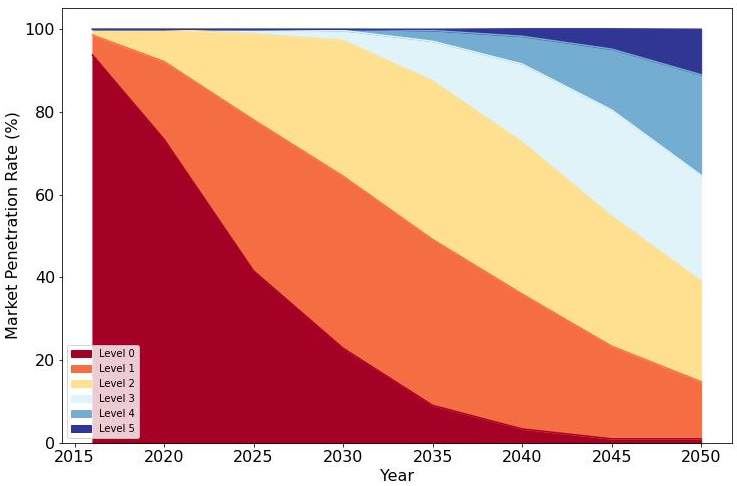 100
80
60
40
20
0
Market Penetration Rate (%)
Level 0
Level 1
Level 2
Level 3
Level 4
Level 5
2015 2020 2025 2030 2035 2040 2045 2050
Year